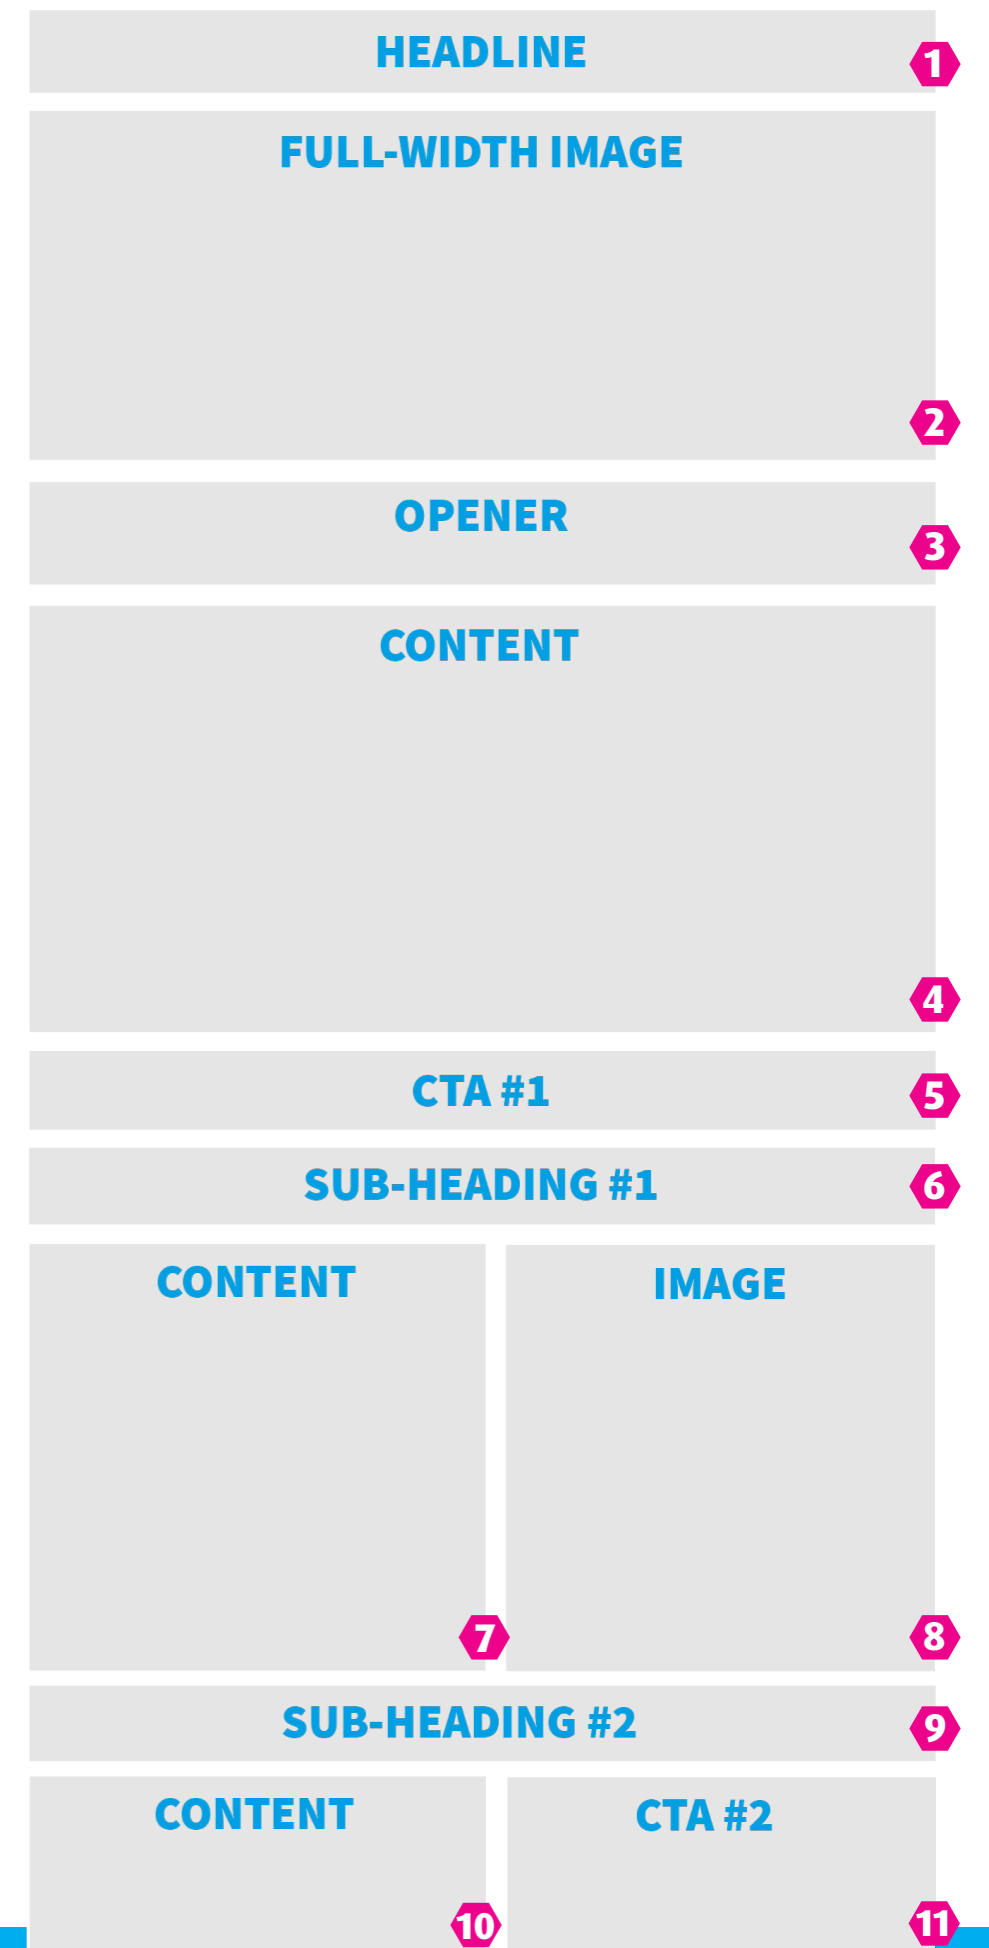 HEADLINE
1
FULL-WIDTH IMAGE
2
OPENER
3
CONTENT
4
CTA #1
5
SUB-HEADING #1
6
CONTENT
7
IMAGE
8
SUB-HEADING #2
9
CONTENT
10
CTA #2
11